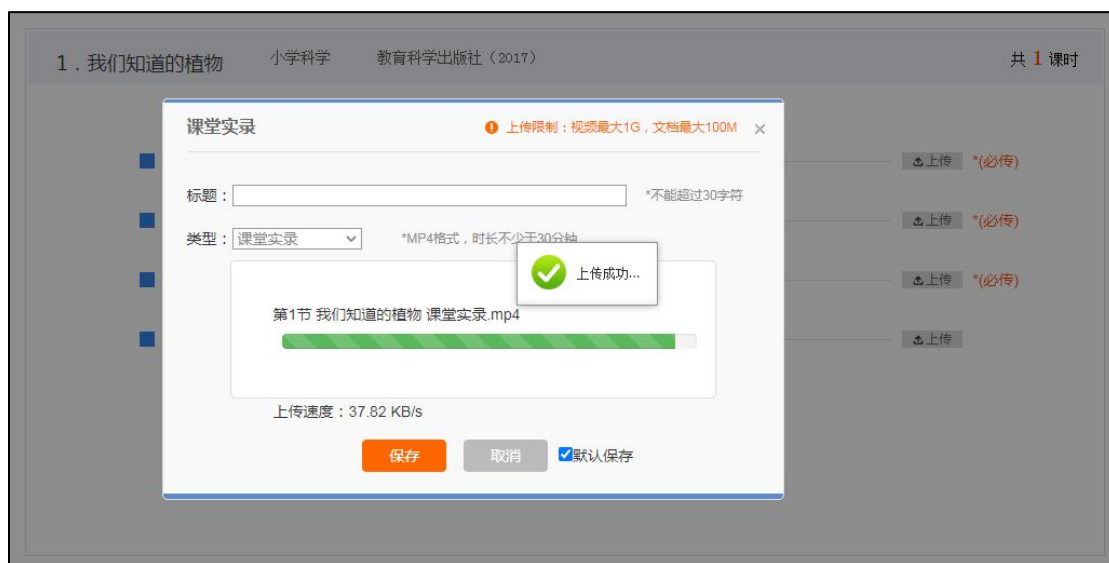 1．我们知道的植物 小学科学 教育科学出版社（2017） 共 1 课时
课堂实录 上传限制：视频最大1G，文档最大100M ×
上传 *(必传)
标题： *不能超过30字符
上传 *(必传)
类型： 课堂实录 *MP4格式，时长不少于30分钟
上传成功...
上传 *(必传)
第1节 我们知道的植物 课堂实录.mp4
上传
上传速度：37.82 KB/s
保存 取消 默认保存